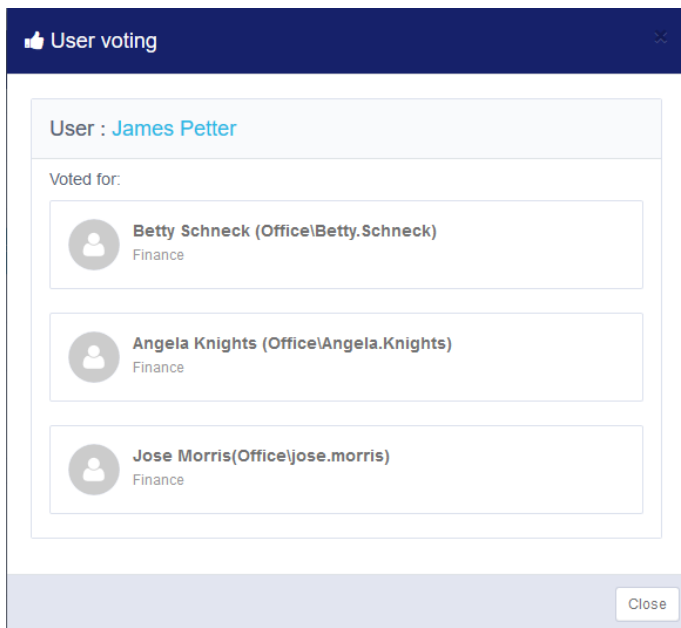 User voting
×
User : James Petter
Voted for:
Betty Schneck (Office\Betty.Schneck)
Finance
Angela Knights (Office\Angela.Knights)
Finance
Jose Morris(Office\jose.morris)
Finance
Close